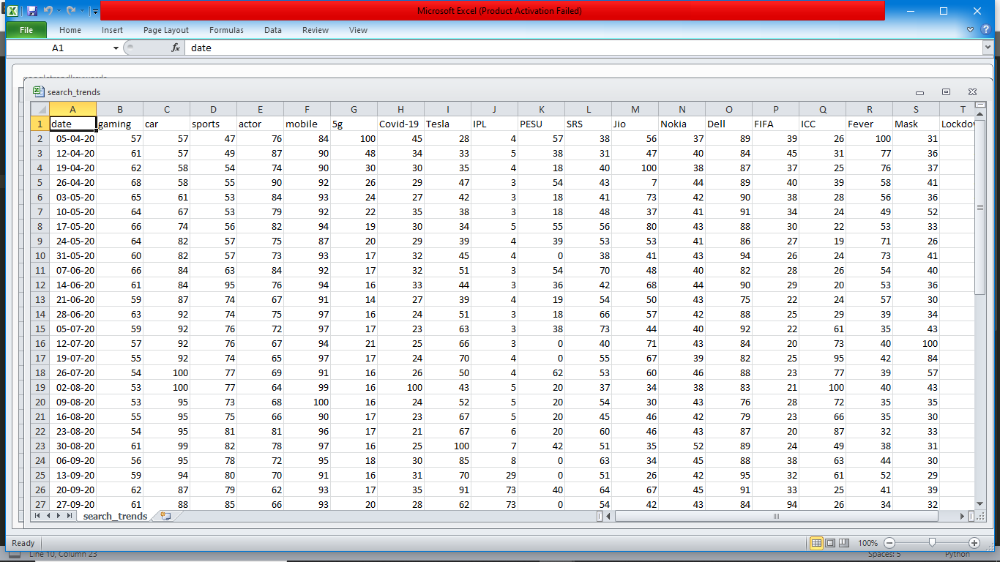 Microsoft Excel (Product Activation Failed)
File Home Insert Page Layout Formulas Data Review View
A1 fx date
search_trends
A B C D E F G H I J K L M N O P Q R S T
1 date gaming car sports actor mobile 5g Covid-19 Tesla IPL PESU SRS Jio Nokia Dell FIFA ICC Fever Mask Lockdow
2 05-04-20 57 57 47 76 84 100 45 28 4 57 38 56 37 89 39 26 100 31
3 12-04-20 61 57 49 87 90 48 34 33 5 38 31 47 40 84 45 31 77 36
4 19-04-20 62 58 54 74 90 30 30 35 4 18 40 100 38 87 37 25 76 37
5 26-04-20 68 58 55 90 92 26 29 47 3 54 43 7 44 89 40 39 58 41
6 03-05-20 65 61 53 84 93 24 27 42 3 18 41 73 42 90 38 28 56 36
7 10-05-20 64 67 53 79 92 22 35 38 3 18 48 37 41 91 34 24 49 52
8 17-05-20 66 74 56 82 94 19 30 34 5 55 56 80 43 88 30 22 53 33
9 24-05-20 64 82 57 75 87 20 29 39 4 39 53 53 41 86 27 19 71 26
10 31-05-20 60 82 57 73 93 17 32 45 4 0 38 41 43 94 26 24 73 41
11 07-06-20 66 84 63 84 92 17 32 51 3 54 70 48 40 82 28 26 54 40
12 14-06-20 61 84 95 76 94 16 33 44 3 36 42 68 44 90 29 20 53 36
13 21-06-20 59 87 74 67 91 14 27 39 4 19 54 50 43 75 22 24 57 30
14 28-06-20 63 92 74 75 97 16 24 51 3 18 66 57 42 88 25 29 39 34
15 05-07-20 59 92 76 72 97 17 23 63 3 38 73 44 40 92 22 61 35 43
16 12-07-20 57 92 76 67 94 21 25 66 3 0 40 71 43 84 20 73 40 100
17 19-07-20 55 92 74 65 97 17 24 70 4 0 55 67 39 82 25 95 42 84
18 26-07-20 54 100 77 69 91 16 26 50 4 62 53 60 46 88 23 77 39 57
19 02-08-20 53 100 77 64 99 16 100 43 5 20 37 34 38 83 21 100 40 43
20 09-08-20 53 95 73 68 100 16 24 52 5 20 54 30 43 76 28 72 35 35
21 16-08-20 55 95 75 66 90 17 23 67 5 20 45 46 42 79 23 66 35 30
22 23-08-20 54 95 81 81 96 17 21 67 6 20 60 46 43 87 20 87 32 33
23 30-08-20 61 99 82 78 97 16 25 100 7 42 51 35 52 89 24 49 38 31
24 06-09-20 56 95 78 72 95 18 30 85 8 0 63 34 45 88 38 63 44 30
25 13-09-20 59 94 80 70 91 16 31 70 29 0 51 26 42 95 32 61 52 29
26 20-09-20 62 87 79 62 93 17 35 91 73 40 64 67 45 91 33 25 41 39
27 27-09-20 61 88 85 66 93 20 28 62 73 0 54 42 43 84 94 26 34 32
search_trends
Ready 100%
Line 10, Column 23 Spaces: 5 Python